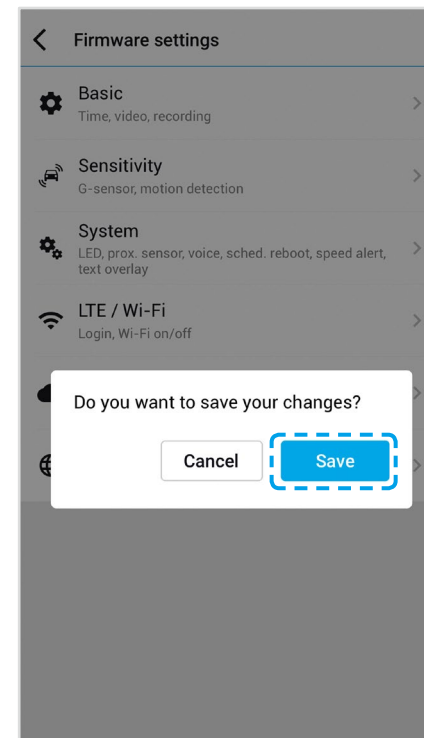 Firmware settings
Basic
Time, video, recording
Sensitivity
G-sensor, motion detection
System
LED, prox. sensor, voice, sched. reboot, speed alert,
text overlay
LTE / Wi-Fi
Login, Wi-Fi on/off
Do you want to save your changes?
Cancel
Save